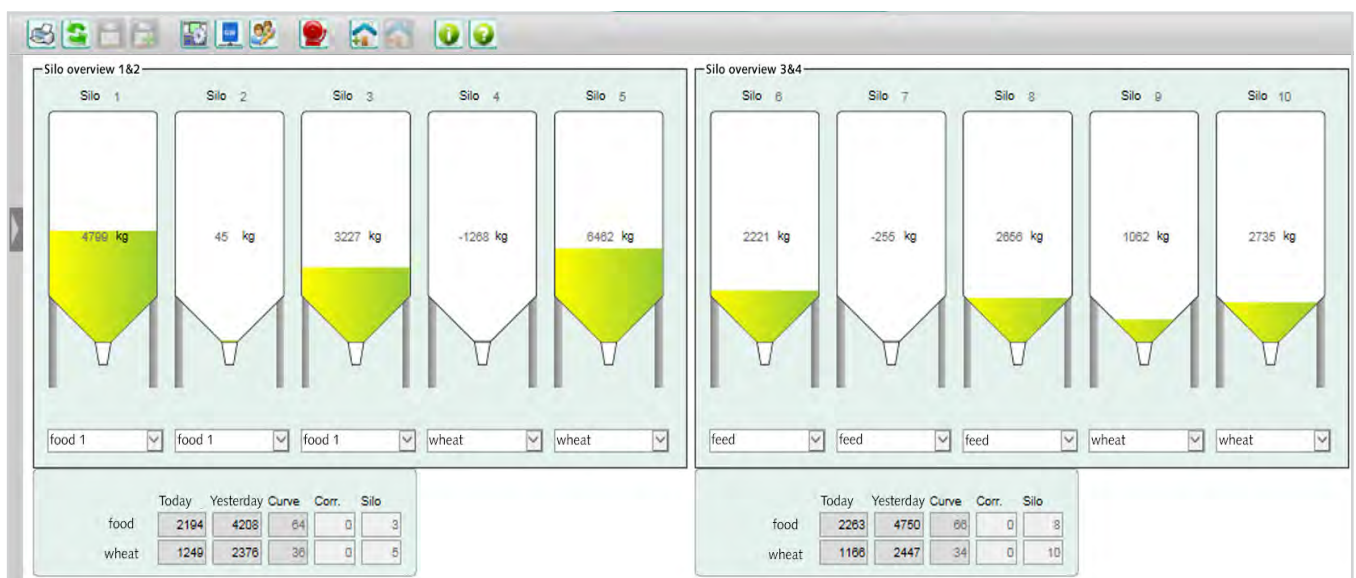 Silo overview 1&2
Silo 1 Silo 2 Silo 3 Silo 4 Silo 5
4799 kg 45 kg 3227 kg -1268 kg 6462 kg
food 1 food 1 food 1 wheat wheat
Today Yesterday Curve Corr. Silo
food 2194 4208 64 0 3
wheat 1249 2376 36 0 5
Silo overview 3&4
Silo 6 Silo 7 Silo 8 Silo 9 Silo 10
2221 kg -255 kg 2656 kg 1062 kg 2735 kg
feed feed feed wheat wheat
Today Yesterday Curve Corr. Silo
food 2263 4750 66 0 8
wheat 1166 2447 34 0 10